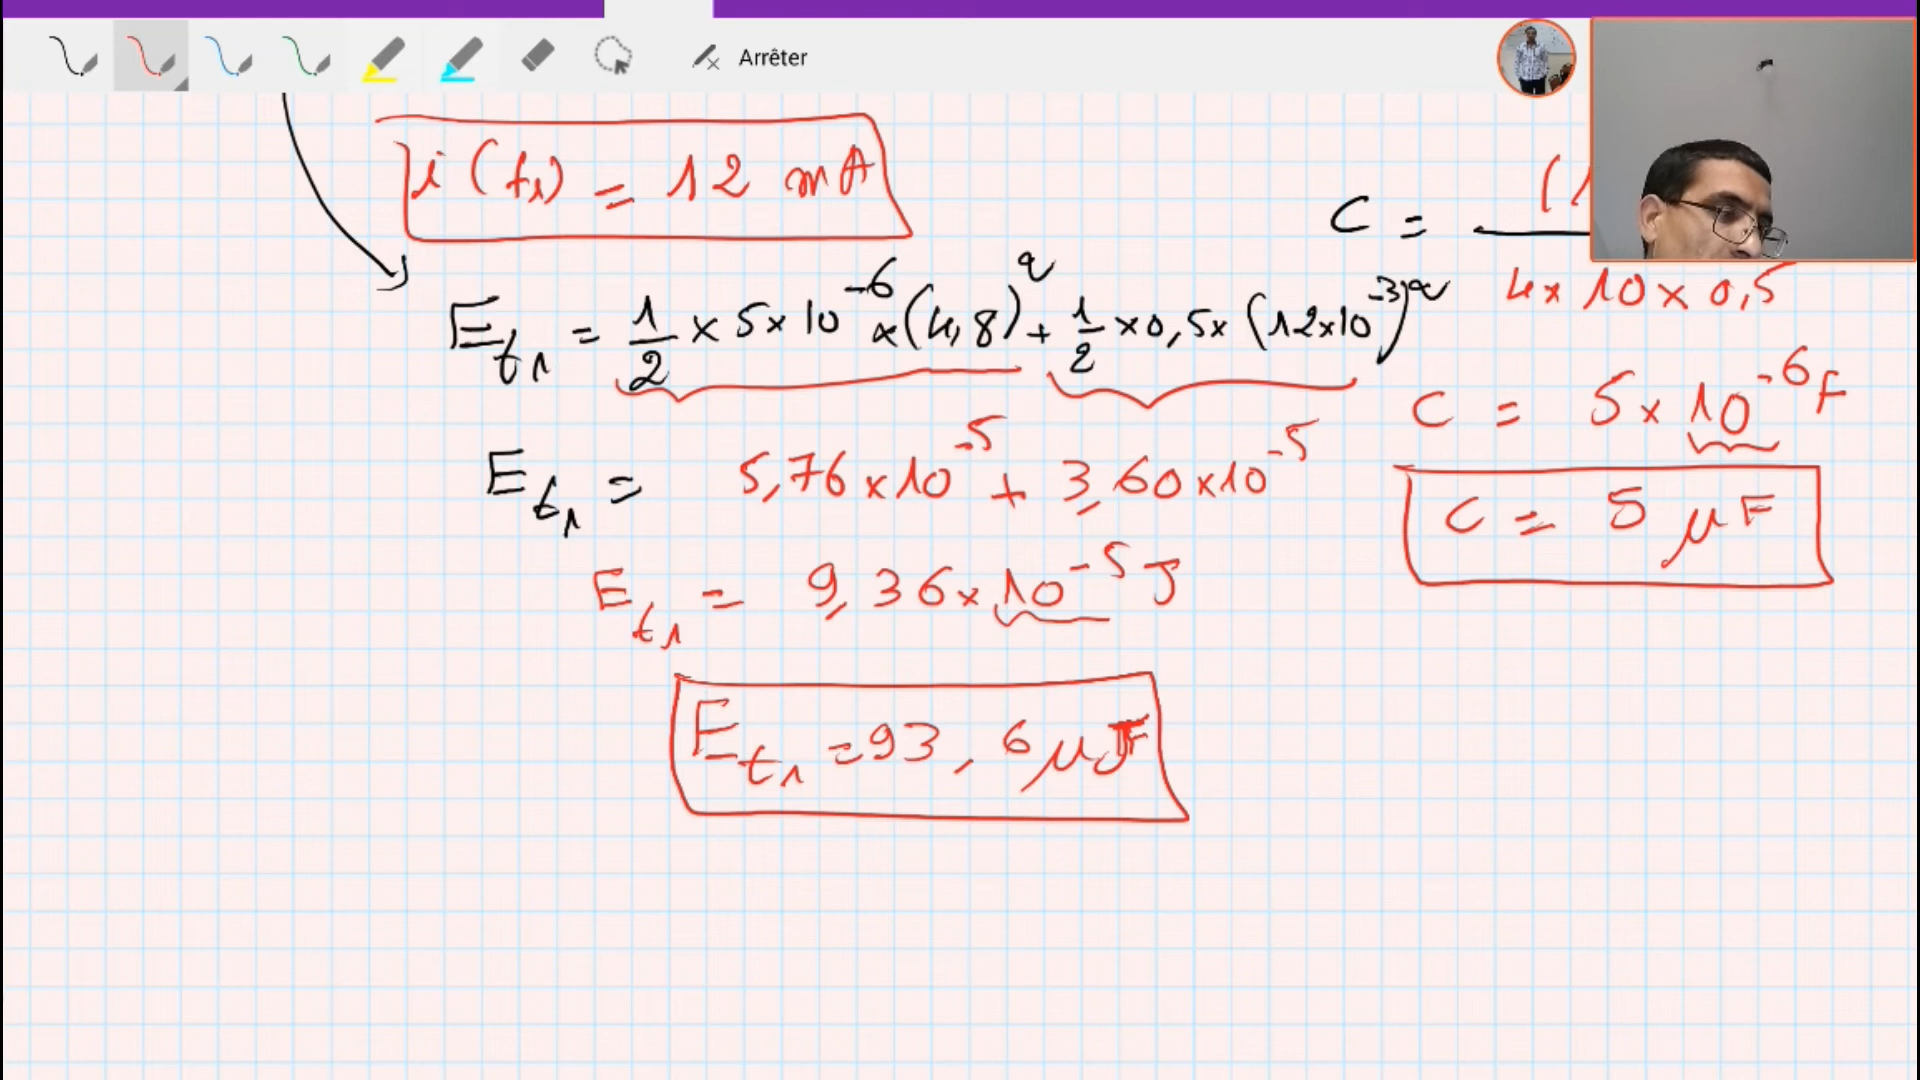 Arrêter
i(t₁) = 12 mA
C =
4 x 10 x 0,5
E_t₁ = 1/2 x 5 x 10⁻⁶ x (4,8)² + 1/2 x 0,5 x (12 x 10⁻³)²
C = 5 x 10⁻⁶ F
E_t₁ = 5,76 x 10⁻⁵ + 3,60 x 10⁻⁵
C = 5 μF
E_t₁ = 9,36 x 10⁻⁵ J
E_t₁ = 93,6 μJ